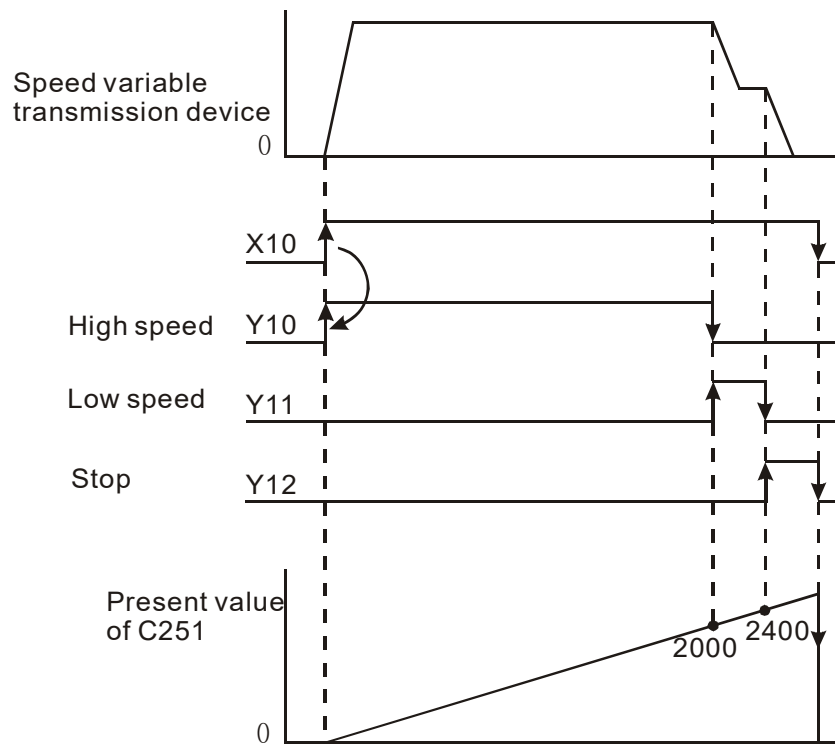 Speed variable
transmission device
0
X10
High speed Y10
Low speed Y11
Stop Y12
Present value
of C251
2000 2400
0